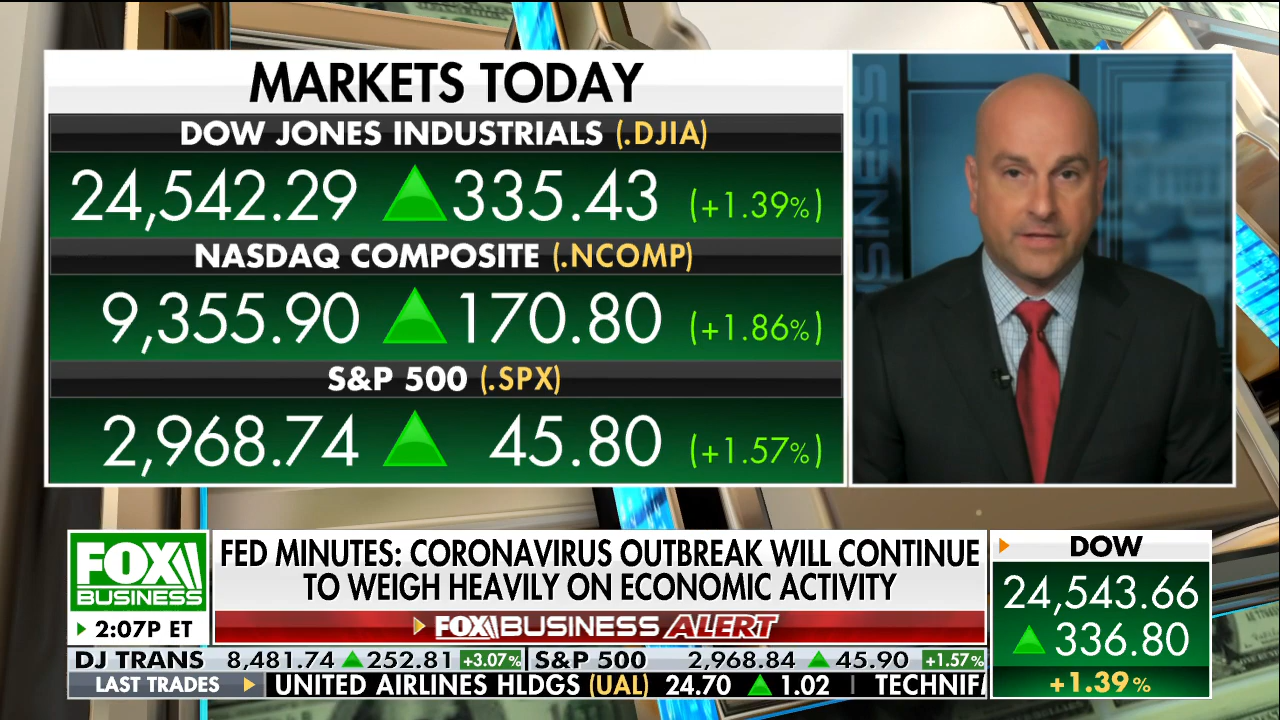 MARKETS TODAY
DOW JONES INDUSTRIALS (.DJIA)
24,542.29 ▲ 335.43 (+1.39%)
NASDAQ COMPOSITE (.NCOMP)
9,355.90 ▲ 170.80 (+1.86%)
S&P 500 (.SPX)
2,968.74 ▲ 45.80 (+1.57%)
FOX BUSINESS
2:07P ET
FED MINUTES: CORONAVIRUS OUTBREAK WILL CONTINUE
TO WEIGH HEAVILY ON ECONOMIC ACTIVITY
FOX BUSINESS ALERT
DOW
24,543.66
▲ 336.80
+1.39%
DJ TRANS 8,481.74 ▲ 252.81 +3.07% S&P 500 2,968.84 ▲ 45.90 +1.57%
LAST TRADES UNITED AIRLINES HLDGS (UAL) 24.70 ▲ 1.02 TECHNIF